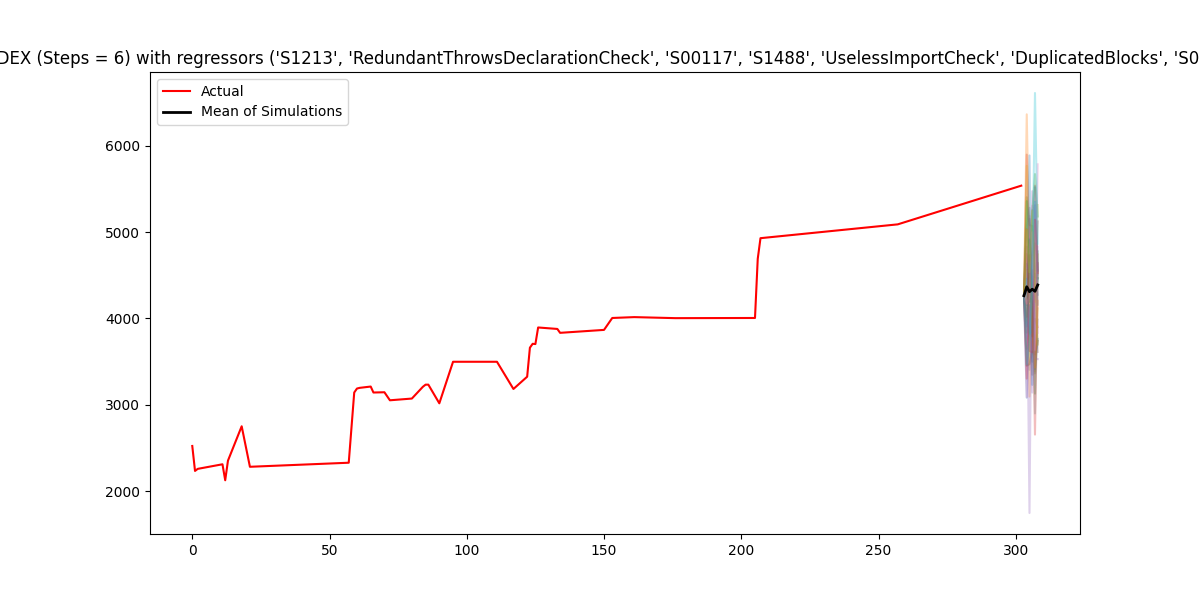 DEX (Steps = 6) with regressors ('S1213', 'RedundantThrowsDeclarationCheck', 'S00117', 'S1488', 'UselessImportCheck', 'DuplicatedBlocks', 'S0
Actual
Mean of Simulations
6000
5000
4000
3000
2000
0 50 100 150 200 250 300